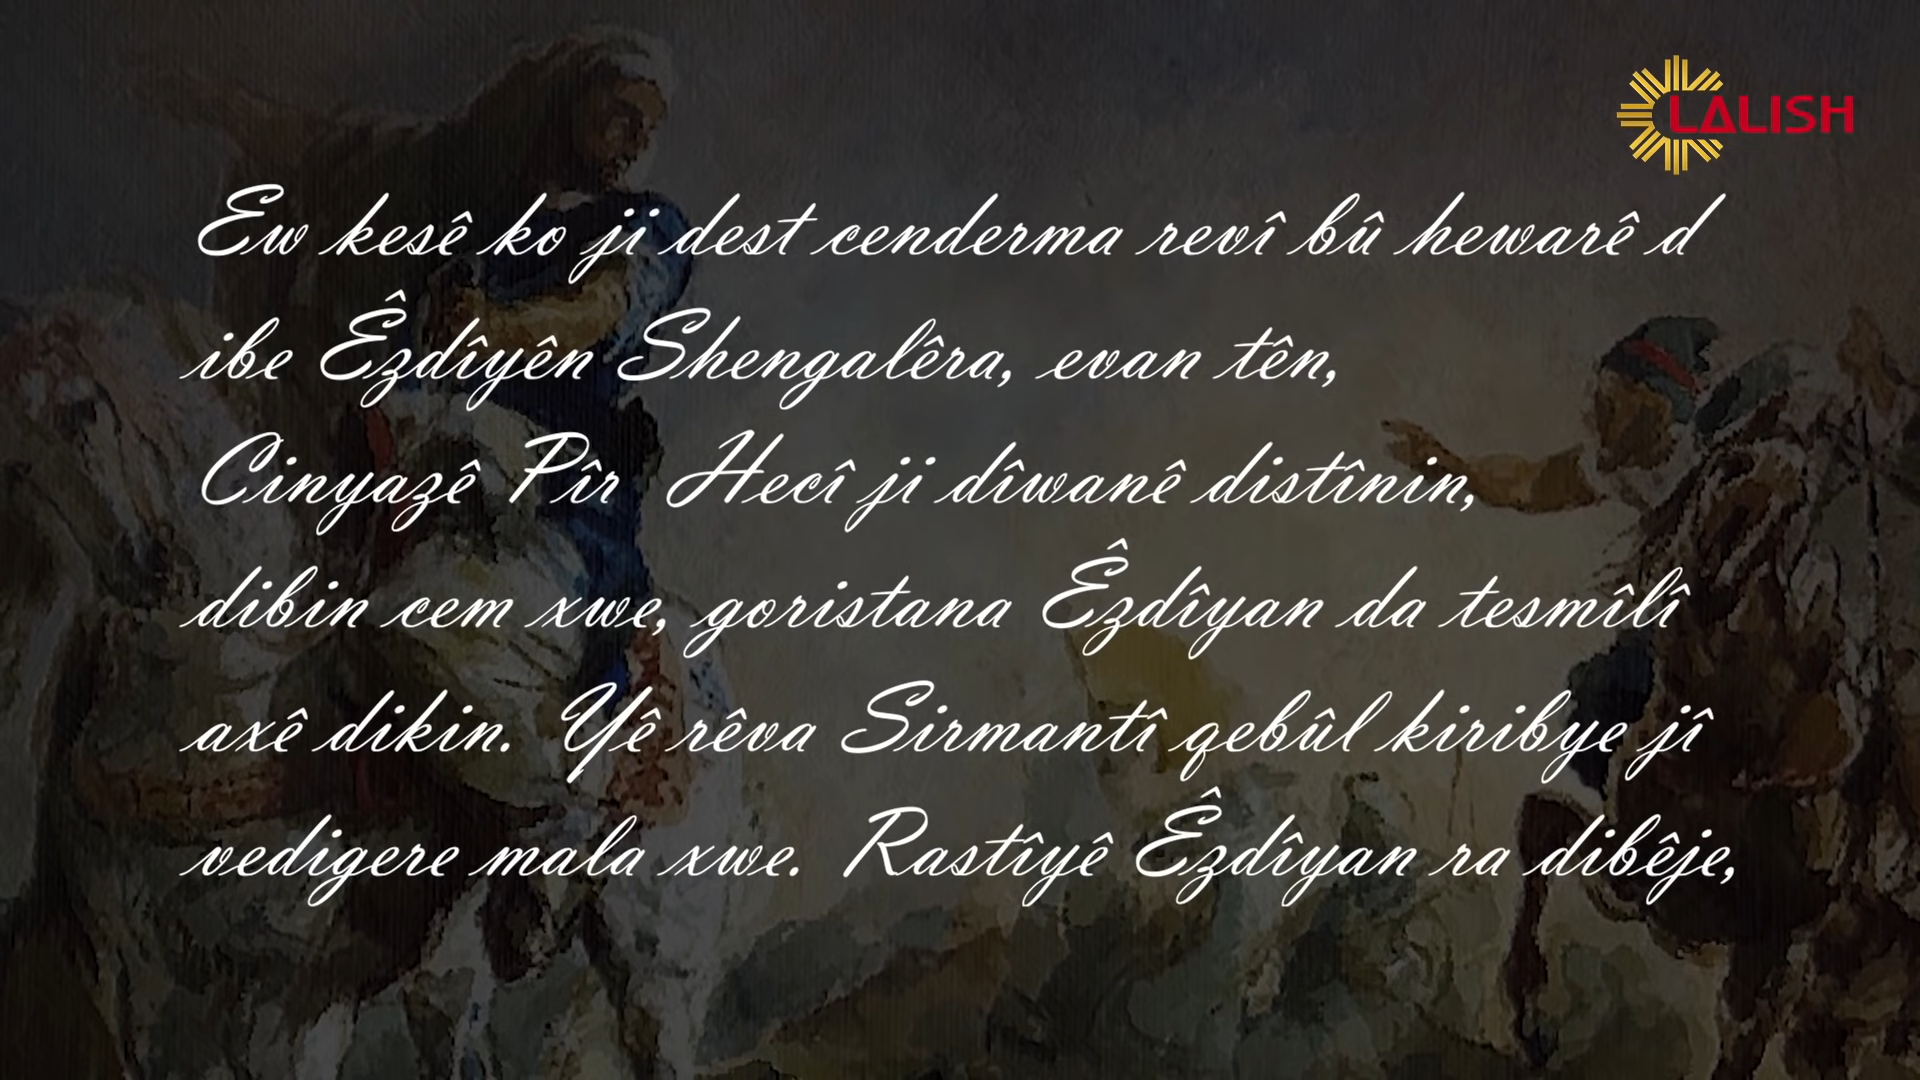 LALISH
Ew kesê ko ji dest cenderma revî bû hewarê d
ibe Êzdîyên Shengalêra, evan tên,
Cinyazê Pîr Hecî ji dîwanê distînin,
dibin cem xwe, goristana Êzdîyan da tesmîlî
axê dikin. Yê rêva Sirmantî qebûl kiribye jî
vedigere mala xwe. Rastîyê Êzdîyan ra dibêje,